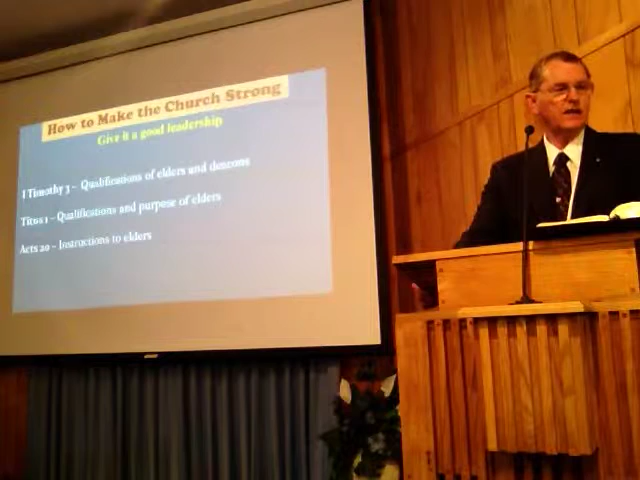 How to Make the Church Strong
Give it a good leadership
I Timothy 3 – Qualifications of elders and deacons
Titus 1 – Qualifications and purpose of elders
Acts 20 – Instructions to elders